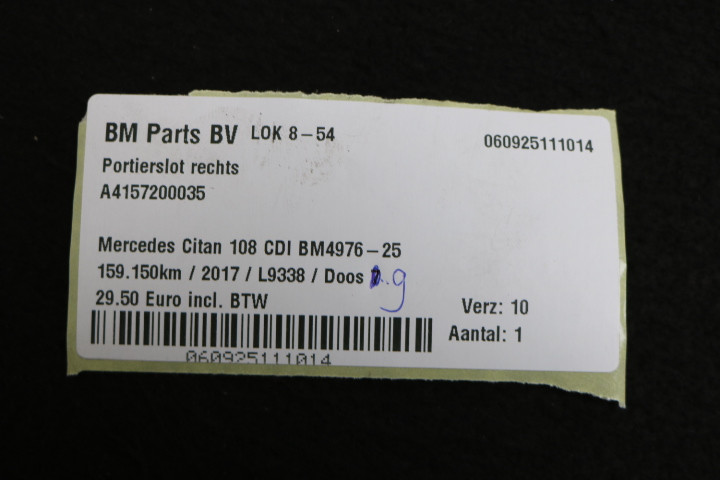 BM Parts BV LOK 8-54
060925111014
Portierslot rechts
A4157200035
Mercedes Citan 108 CDI BM4976-25
159.150km / 2017 / L9338 / Doos
29.50 Euro incl. BTW
Verz: 10
Aantal: 1
060925111014